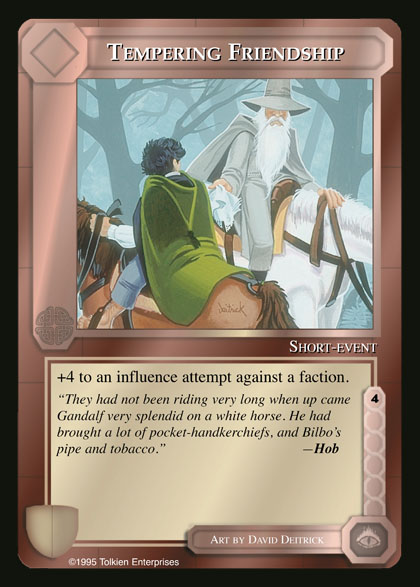 Tempering Friendship
Deitrick
Short-event
+4 to an influence attempt against a faction.
“They had not been riding very long when up came
4
Gandalf very splendid on a white horse. He had
brought a lot of pocket-handkerchiefs, and Bilbo’s
pipe and tobacco.” —Hob
Art by David Deitrick
©1995 Tolkien Enterprises